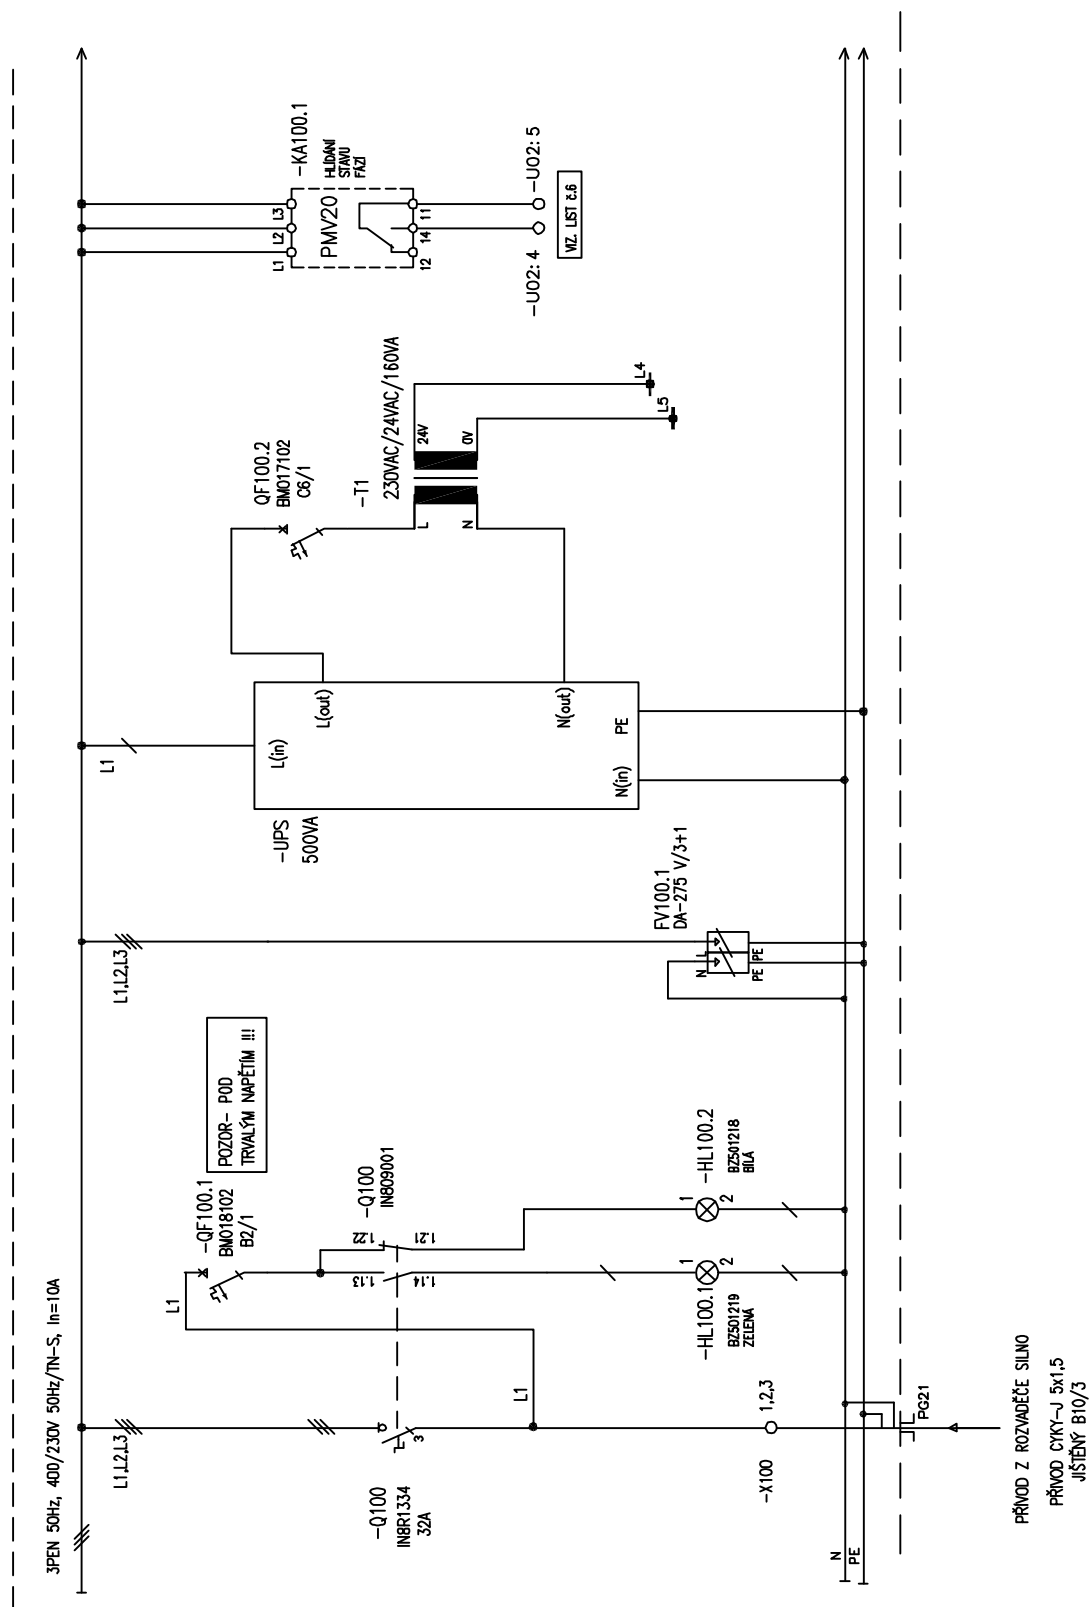 3PEN 50Hz, 400/230V 50Hz/TN-S, In=10A
L1,L2,L3
-Q100
IN8R1334
32A
3
L1
-X100
1,2,3
N
PE
PG21
PŘÍVOD Z ROZVADĚČE SILNO
PŘÍVOD CYKY-J 5x1,5
JIŠTĚNÝ B10/3
L1
-QF100.1
BM018102
B2/1
POZOR- POD
TRVALÝM NAPĚTÍM !!!
-Q100
IN809001
1.13
1.14
1.22
1.21
-HL100.1
BZ501219
ZELENÁ
1
2
-HL100.2
BZ501218
BÍLÁ
1
2
L1,L2,L3
FV100.1
DA-275 V/3+1
N
L
PE
PE
L1
-UPS
500VA
L(in)
L(out)
N(in)
PE
N(out)
QF100.2
BM017102
C6/1
-T1
230VAC/24VAC/160VA
L
N
24V
0V
L4
L5
-KA100.1
HLÍDÁNÍ
STAVU
FÁZÍ
PMV20
L1
L2
L3
12
14
11
-U02: 4
-U02: 5
VIZ. LIST č.6